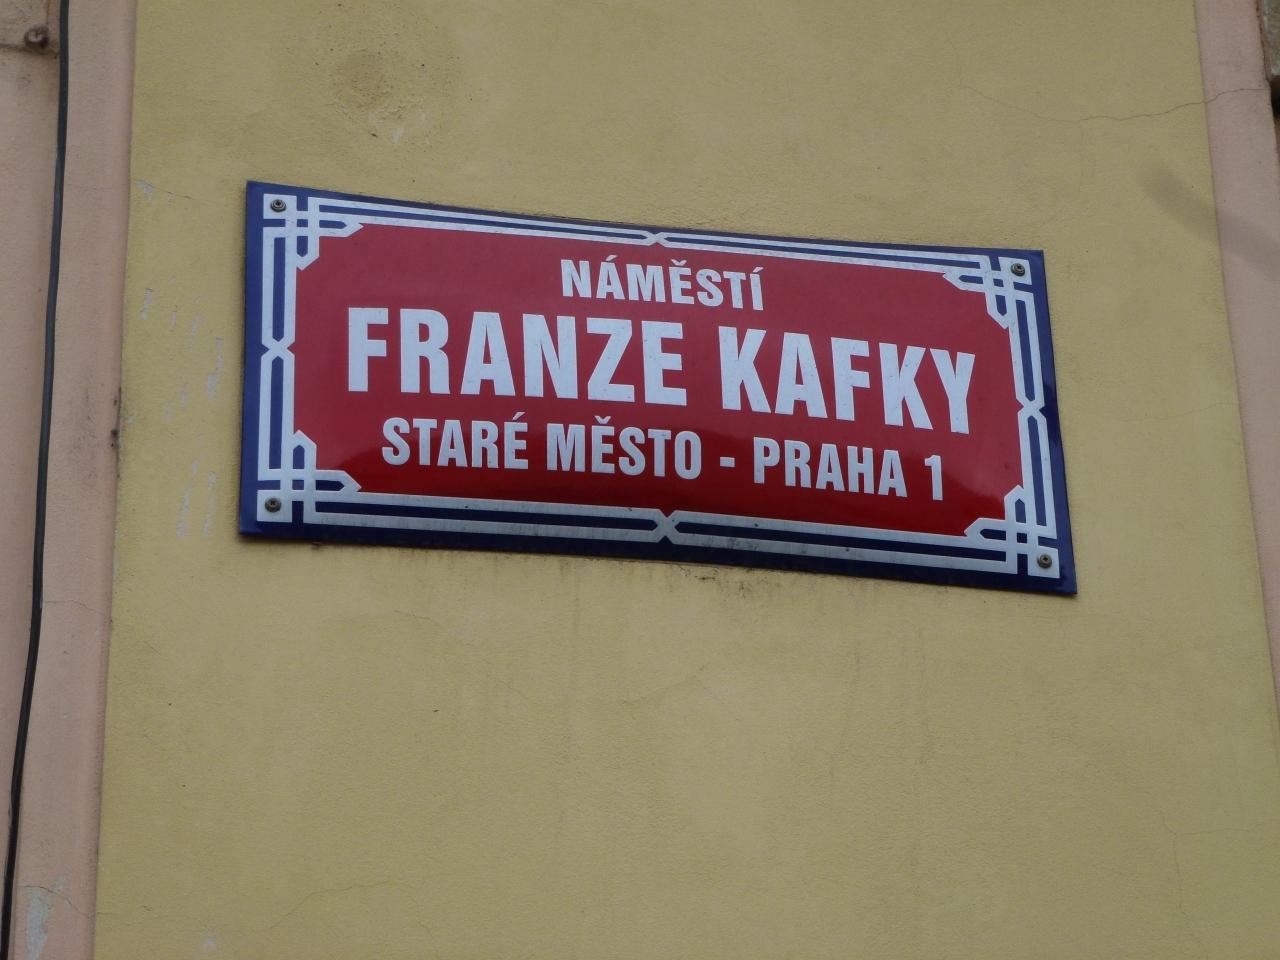 NÁMĚSTÍ
FRANZE KAFKY
STARÉ MĚSTO - PRAHA 1